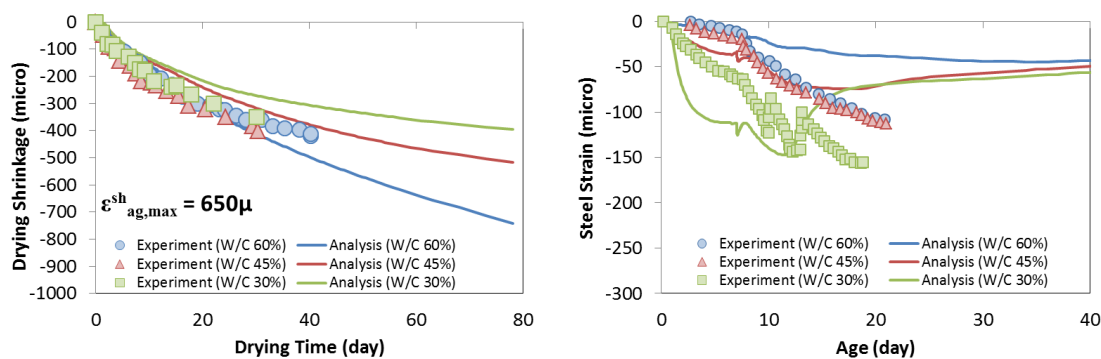 0
-100
-200
-300
-400
-500
-600
-700
-800
-900
-1000
Drying Shrinkage (micro)
ε^sh_ag,max = 650μ
Experiment (W/C 60%) Analysis (W/C 60%)
Experiment (W/C 45%) Analysis (W/C 45%)
Experiment (W/C 30%) Analysis (W/C 30%)
0 20 40 60 80
Drying Time (day)
0
-50
-100
-150
-200
-250
-300
Steel Strain (micro)
Experiment (W/C 60%) Analysis (W/C 60%)
Experiment (W/C 45%) Analysis (W/C 45%)
Experiment (W/C 30%) Analysis (W/C 30%)
0 10 20 30 40
Age (day)